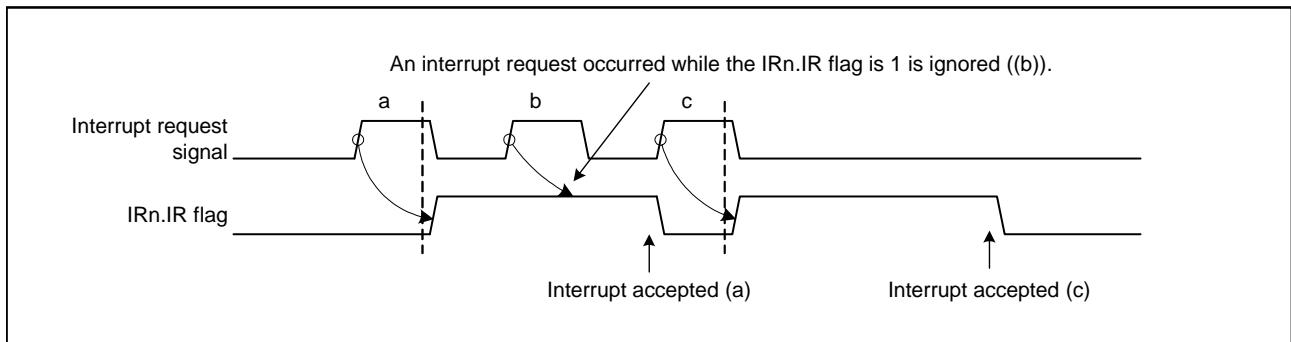 An interrupt request occurred while the IRn.IR flag is 1 is ignored ((b)).
a
b
c
Interrupt request
signal
IRn.IR flag
Interrupt accepted (a)
Interrupt accepted (c)